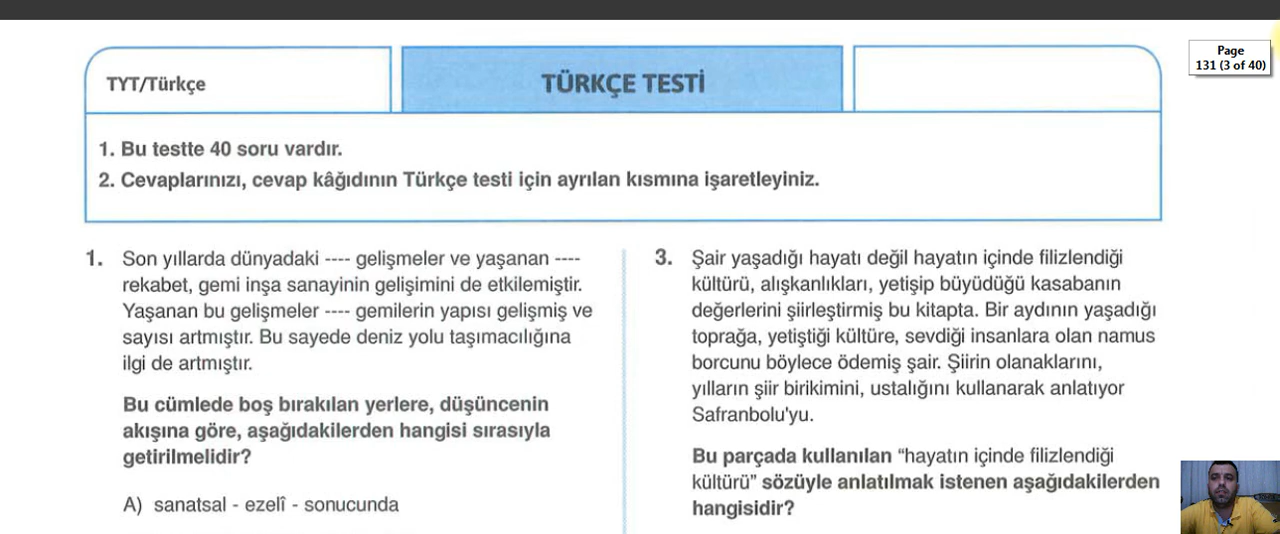 TYT/Türkçe
TÜRKÇE TESTİ
Page
131 (3 of 40)
1. Bu testte 40 soru vardır.
2. Cevaplarınızı, cevap kâğıdının Türkçe testi için ayrılan kısmına işaretleyiniz.
1. Son yıllarda dünyadaki ---- gelişmeler ve yaşanan ----
rekabet, gemi inşa sanayinin gelişimini de etkilemiştir.
Yaşanan bu gelişmeler ---- gemilerin yapısı gelişmiş ve
sayısı artmıştır. Bu sayede deniz yolu taşımacılığına
ilgi de artmıştır.
Bu cümlede boş bırakılan yerlere, düşüncenin
akışına göre, aşağıdakilerden hangisi sırasıyla
getirilmelidir?
A) sanatsal - ezelî - sonucunda
3. Şair yaşadığı hayatı değil hayatın içinde filizlendiği
kültürü, alışkanlıkları, yetişip büyüdüğü kasabanın
değerlerini şiirleştirmiş bu kitapta. Bir aydının yaşadığı
toprağa, yetiştiği kültüre, sevdiği insanlara olan namus
borcunu böylece ödemiş şair. Şiirin olanaklarını,
yılların şiir birikimini, ustalığını kullanarak anlatıyor
Safranbolu'yu.
Bu parçada kullanılan “hayatın içinde filizlendiği
kültürü” sözüyle anlatılmak istenen aşağıdakilerden
hangisidir?